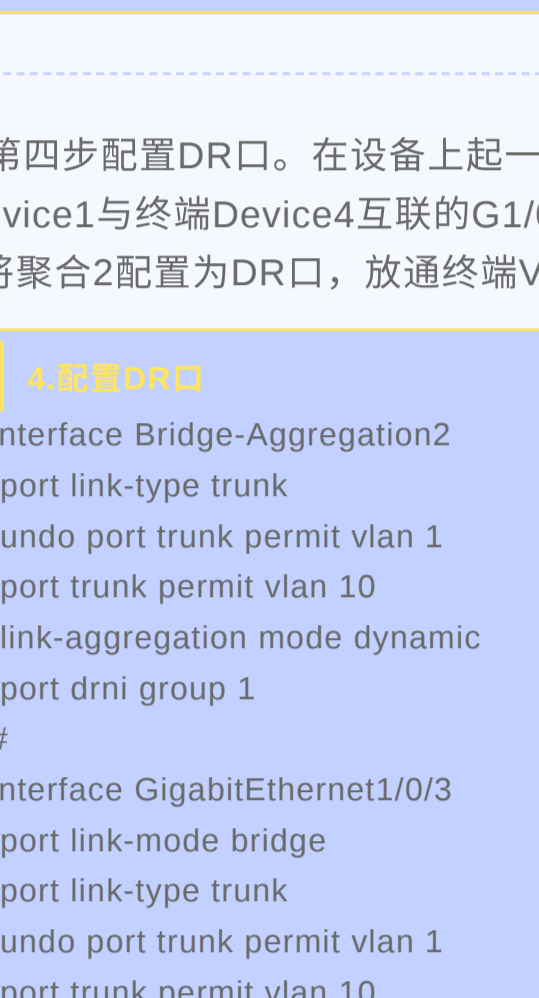 第四步配置DR口。在设备上起一
vice1与终端Device4互联的G1/
将聚合2配置为DR口，放通终端V
4.配置DR口
nterface Bridge-Aggregation2
port link-type trunk
undo port trunk permit vlan 1
port trunk permit vlan 10
link-aggregation mode dynamic
port drni group 1
#
nterface GigabitEthernet1/0/3
port link-mode bridge
port link-type trunk
undo port trunk permit vlan 1
port trunk permit vlan 10